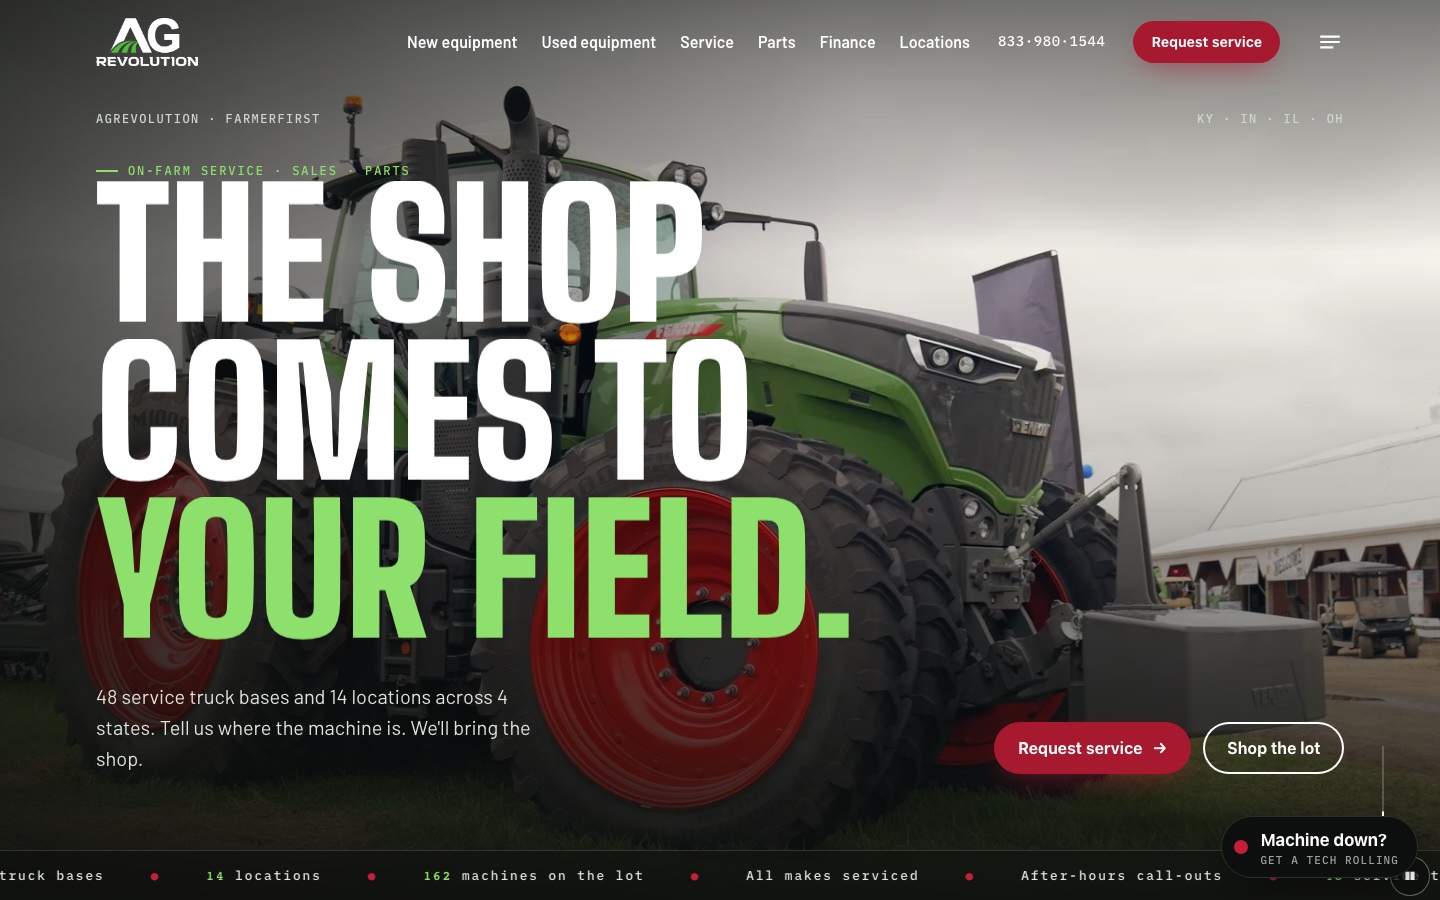 AG
REVOLUTION
New equipment Used equipment Service Parts Finance Locations 833·980·1544 Request service
AGREVOLUTION · FARMERFIRST
KY · IN · IL · OH
ON-FARM SERVICE · SALES · PARTS
THE SHOP
COMES TO
YOUR FIELD.
FENDT
FENDT
WELCOME
48 service truck bases and 14 locations across 4
states. Tell us where the machine is. We'll bring the
shop.
Request service →
Shop the lot
Machine down?
GET A TECH ROLLING
truck bases ● 14 locations ● 162 machines on the lot ● All makes serviced ● After-hours call-outs ●